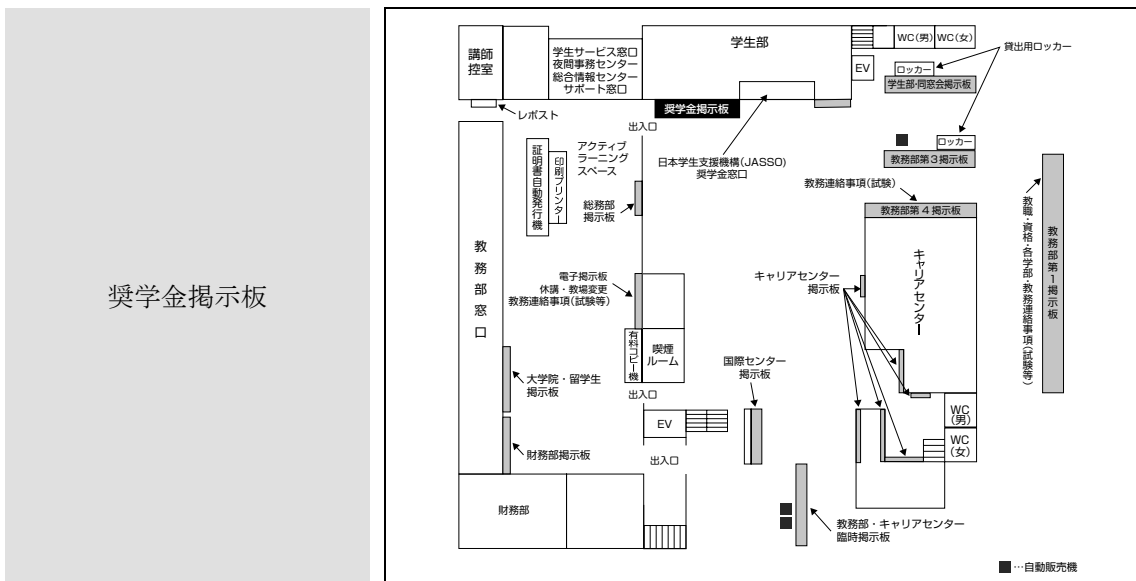 奨学金掲示板
講師
控室
学生サービス窓口
夜間事務センター
総合情報センター
サポート窓口
学生部
WC(男)
WC(女)
EV
ロッカー
貸出用ロッカー
学生部・同窓会掲示板
レポスト
奨学金掲示板
出入口
アクティブ
ラーニング
スペース
日本学生支援機構(JASSO)
奨学金窓口
ロッカー
教務部第3掲示板
証明書自動発行機
印刷プリンター
総務部
掲示板
教務連絡事項(試験)
教務部第4掲示板
教務部窓口
電子掲示板
休講・教場変更
教務連絡事項(試験等)
キャリアセンター
掲示板
キャリアセンター
教職・資格・各学部・教務連絡事項(試験等)
教務部第1掲示板
有料コピー機
喫煙
ルーム
国際センター
掲示板
大学院・留学生
掲示板
出入口
EV
WC
(男)
WC
(女)
財務部掲示板
出入口
財務部
教務部・キャリアセンター
臨時掲示板
■…自動販売機